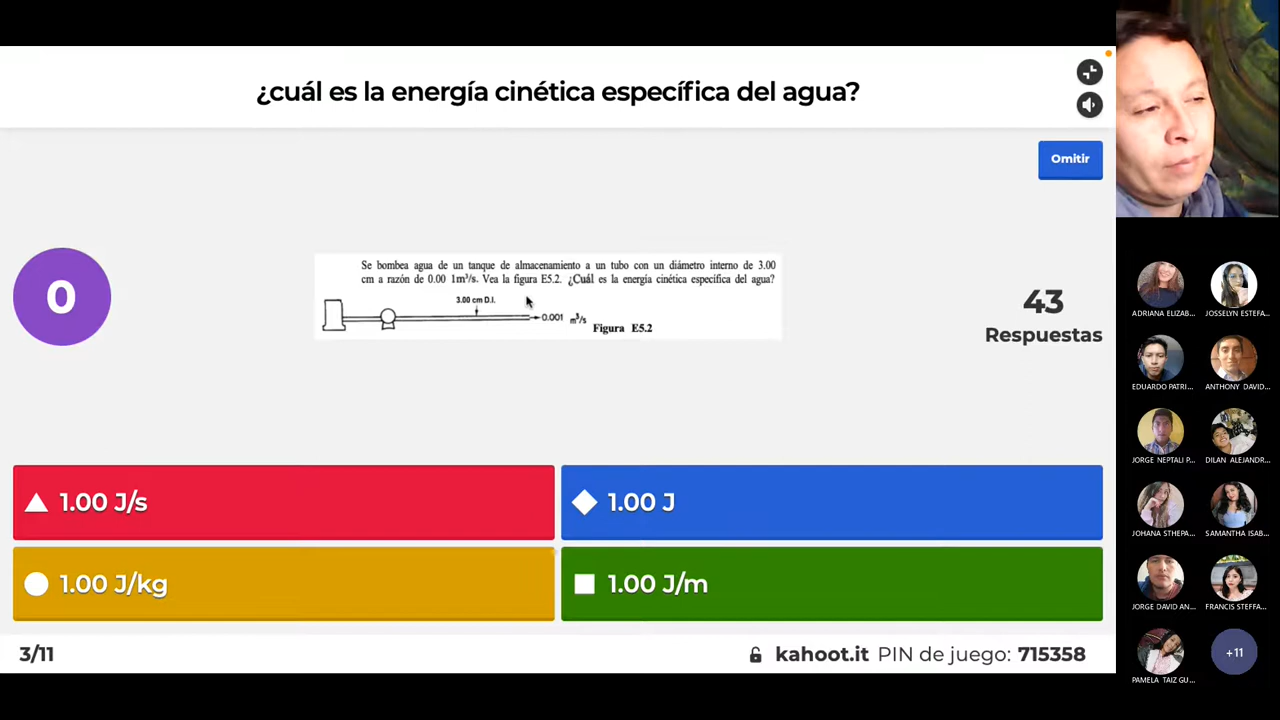 ¿cuál es la energía cinética específica del agua?
Omitir
0
Se bombea agua de un tanque de almacenamiento a un tubo con un diámetro interno de 3.00
cm a razón de 0.00 1m³/s. Vea la figura E5.2. ¿Cuál es la energía cinética específica del agua?
3.00 cm D.I.
0.001 m³/s
Figura E5.2
43
Respuestas
1.00 J/s
1.00 J
1.00 J/kg
1.00 J/m
3/11
kahoot.it PIN de juego: 715358
ADRIANA ELIZAB...
JOSSELYN ESTEFA...
EDUARDO PATRI...
ANTHONY DAVID...
JORGE NEPTALI P...
DILAN ALEJANDR...
JOHANA STHEPA...
SAMANTHA ISAB...
JORGE DAVID AN...
FRANCIS STEFFA...
PAMELA TAIZ GU...
+11